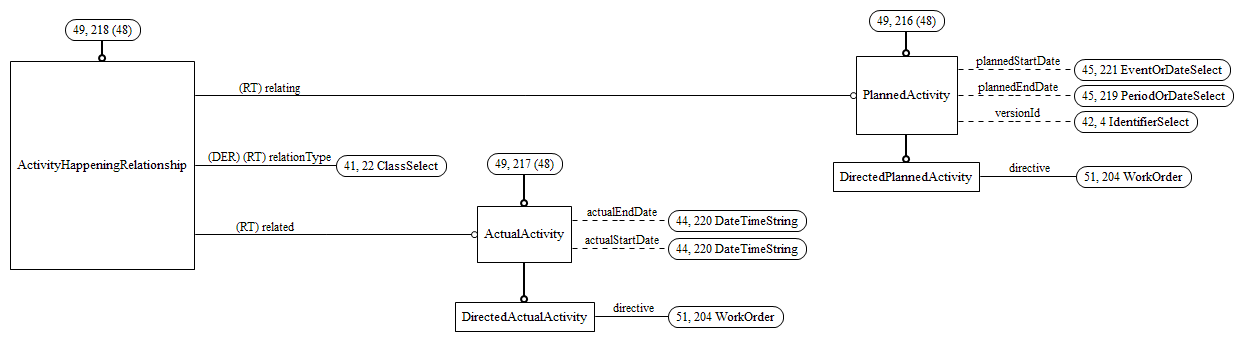 49, 218 (48)
49, 216 (48)
plannedStartDate
45, 221 EventOrDateSelect
(RT) relating
PlannedActivity
plannedEndDate
45, 219 PeriodOrDateSelect
versionId
42, 4 IdentifierSelect
ActivityHappeningRelationship
(DER) (RT) relationType
41, 22 ClassSelect
49, 217 (48)
DirectedPlannedActivity
directive
51, 204 WorkOrder
(RT) related
ActualActivity
actualEndDate
44, 220 DateTimeString
actualStartDate
44, 220 DateTimeString
DirectedActualActivity
directive
51, 204 WorkOrder